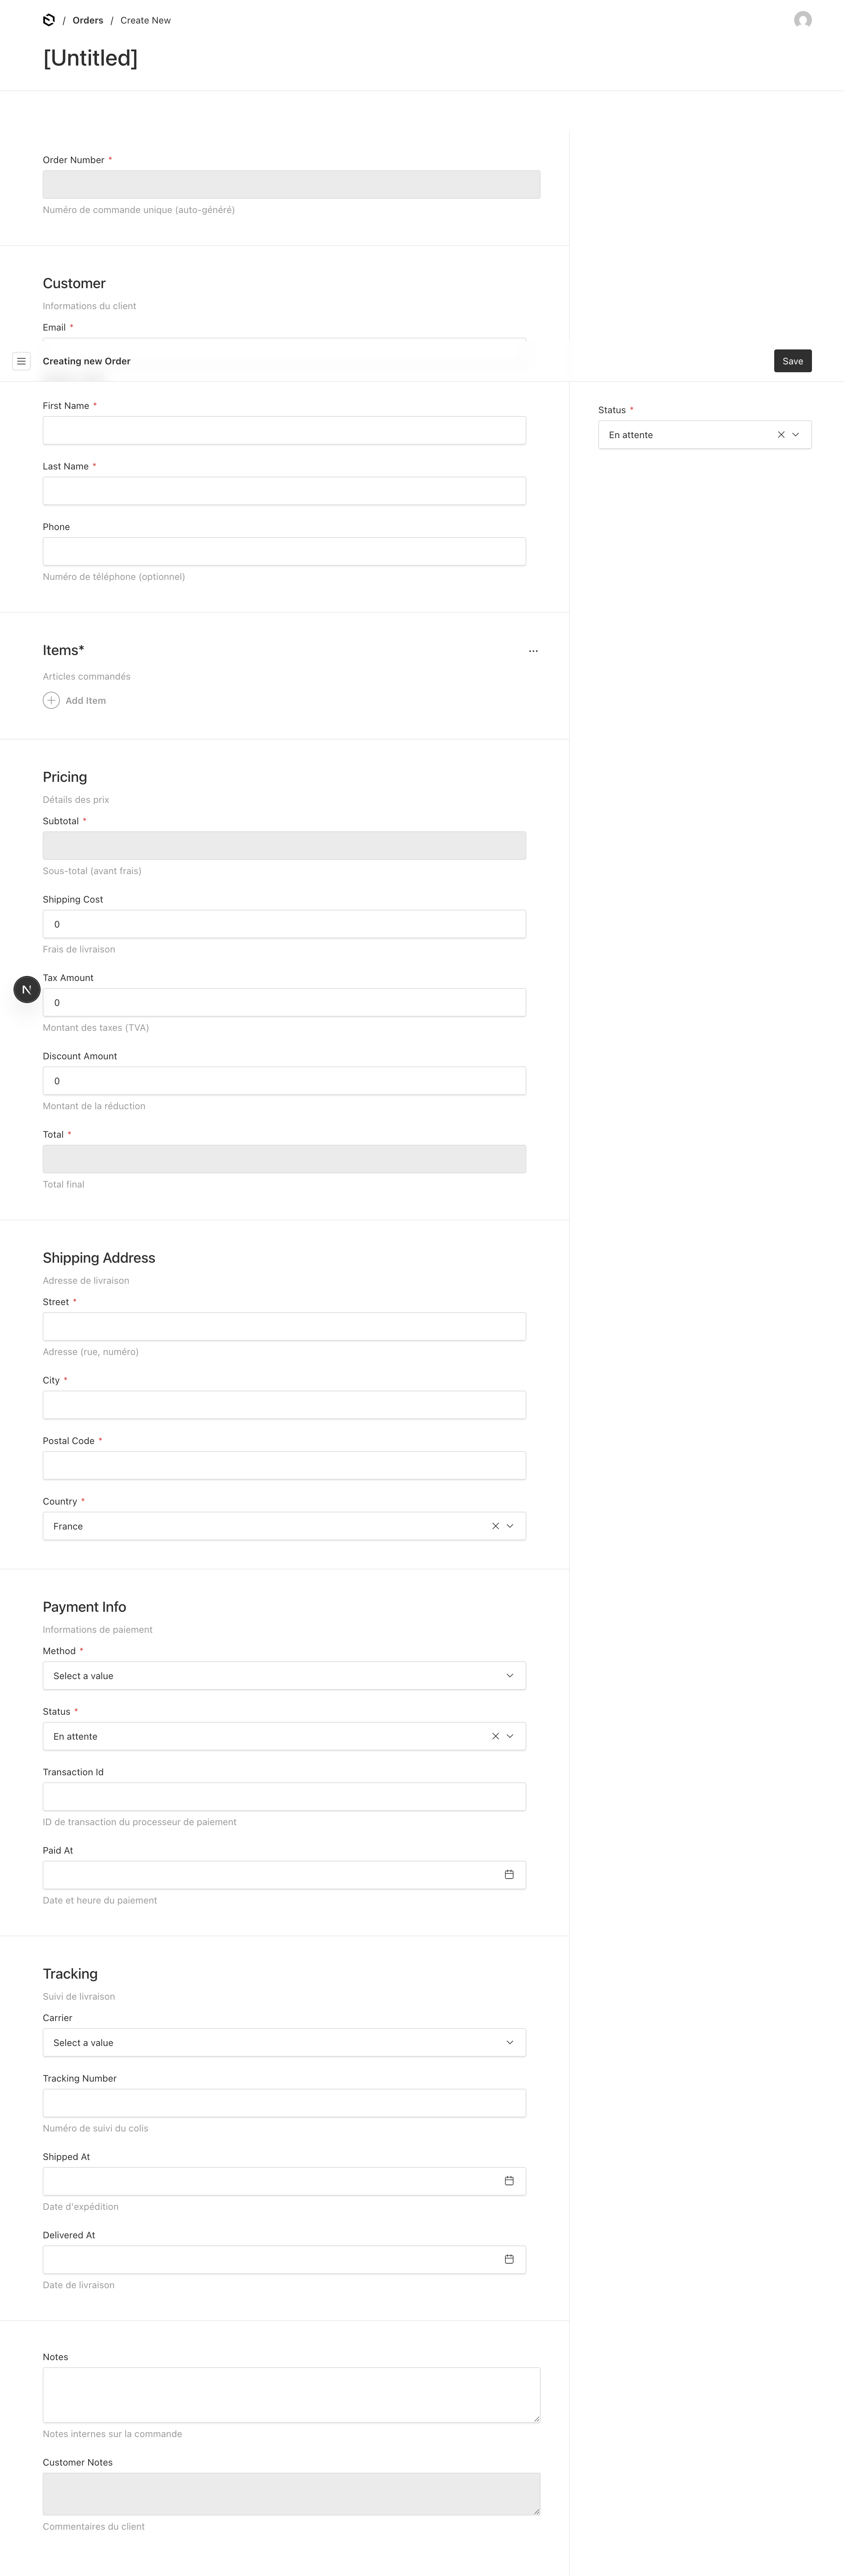 / Orders / Create New
[Untitled]
Order Number *
Numéro de commande unique (auto-généré)
Customer
Informations du client
Email *
Creating new Order
Save
First Name *
Status *
En attente
Last Name *
Phone
Numéro de téléphone (optionnel)
Items*
Articles commandés
Add Item
Pricing
Détails des prix
Subtotal *
Sous-total (avant frais)
Shipping Cost
0
Frais de livraison
Tax Amount
N
0
Montant des taxes (TVA)
Discount Amount
0
Montant de la réduction
Total *
Total final
Shipping Address
Adresse de livraison
Street *
Adresse (rue, numéro)
City *
Postal Code *
Country *
France
Payment Info
Informations de paiement
Method *
Select a value
Status *
En attente
Transaction Id
ID de transaction du processeur de paiement
Paid At
Date et heure du paiement
Tracking
Suivi de livraison
Carrier
Select a value
Tracking Number
Numéro de suivi du colis
Shipped At
Date d'expédition
Delivered At
Date de livraison
Notes
Notes internes sur la commande
Customer Notes
Commentaires du client